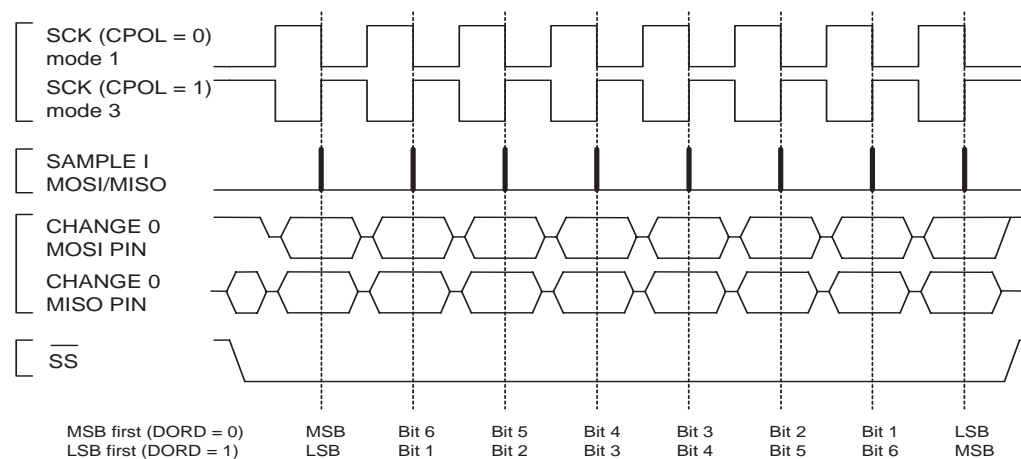 SCK (CPOL = 0)
mode 1
SCK (CPOL = 1)
mode 3
SAMPLE I
MOSI/MISO
CHANGE 0
MOSI PIN
CHANGE 0
MISO PIN
SS
MSB first (DORD = 0) MSB Bit 6 Bit 5 Bit 4 Bit 3 Bit 2 Bit 1 LSB
LSB first (DORD = 1) LSB Bit 1 Bit 2 Bit 3 Bit 4 Bit 5 Bit 6 MSB